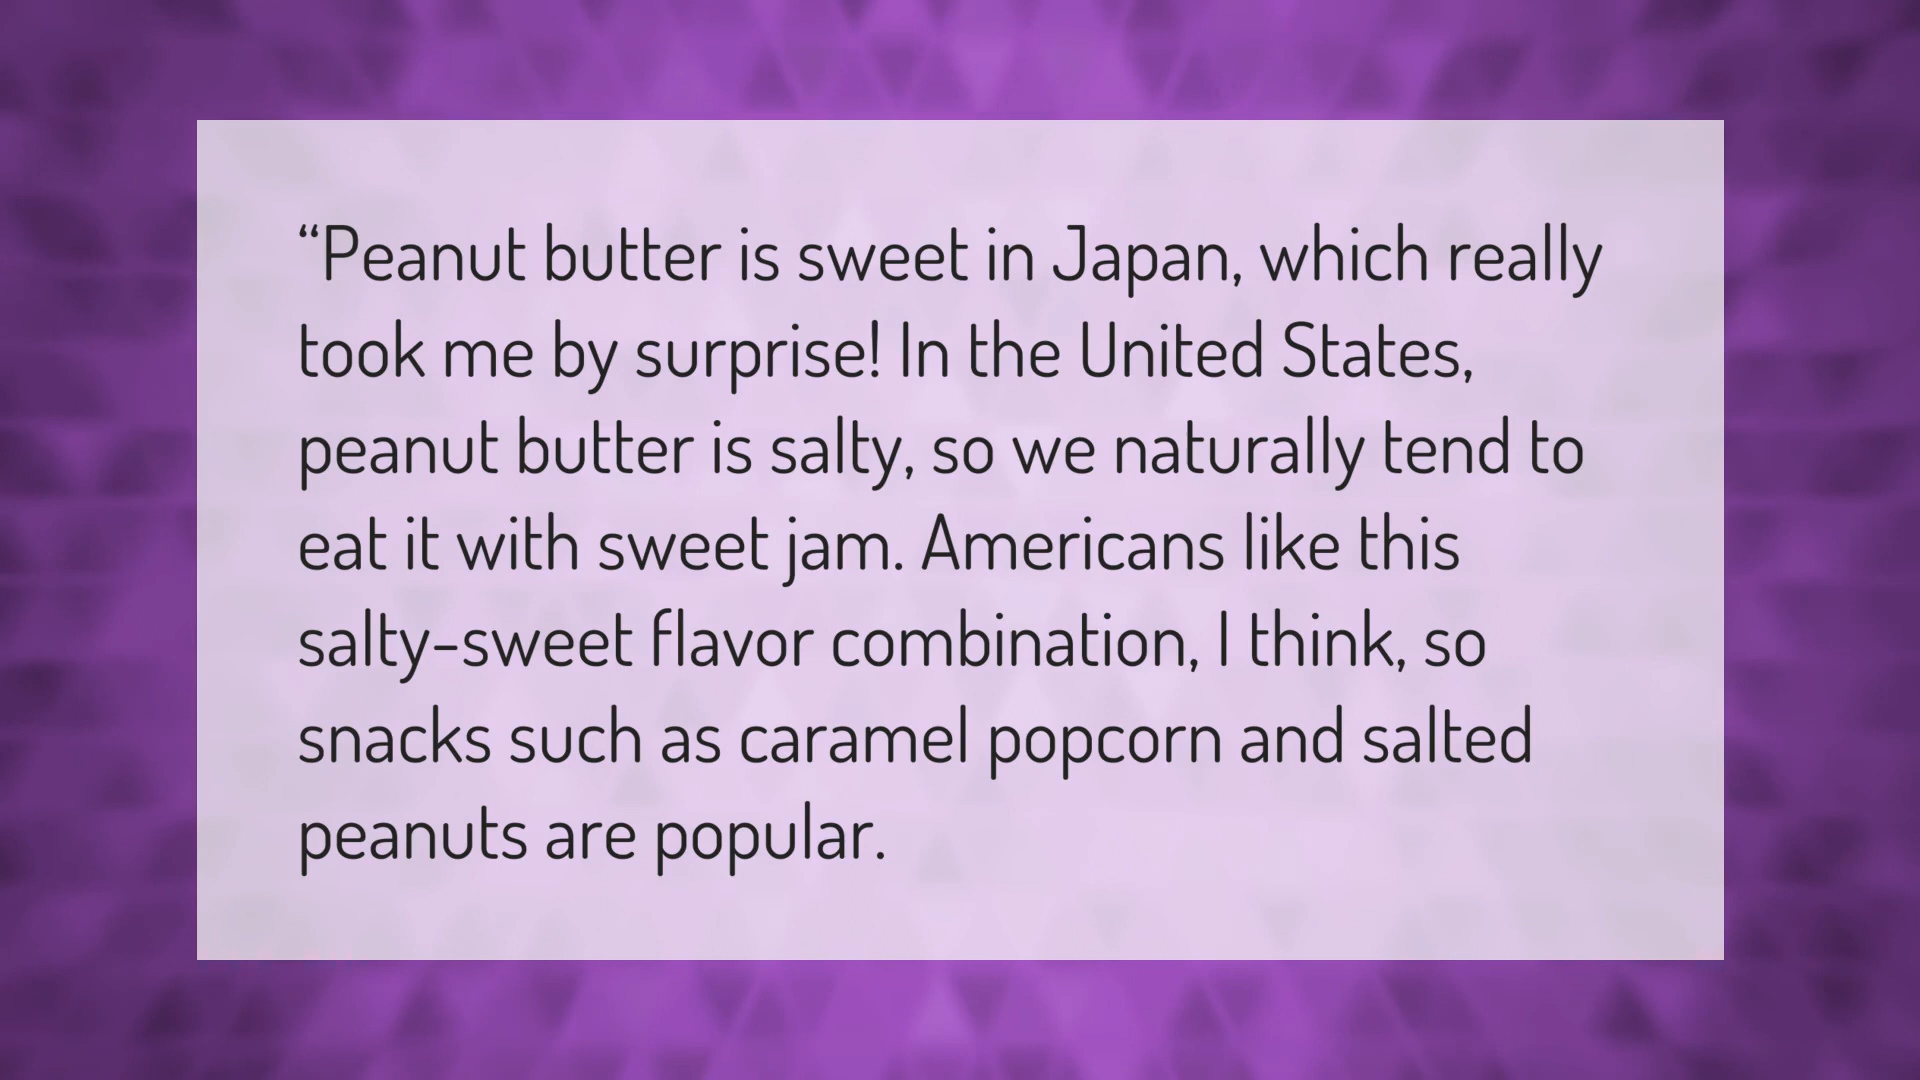 “Peanut butter is sweet in Japan, which really
took me by surprise! In the United States,
peanut butter is salty, so we naturally tend to
eat it with sweet jam. Americans like this
salty-sweet flavor combination, I think, so
snacks such as caramel popcorn and salted
peanuts are popular.